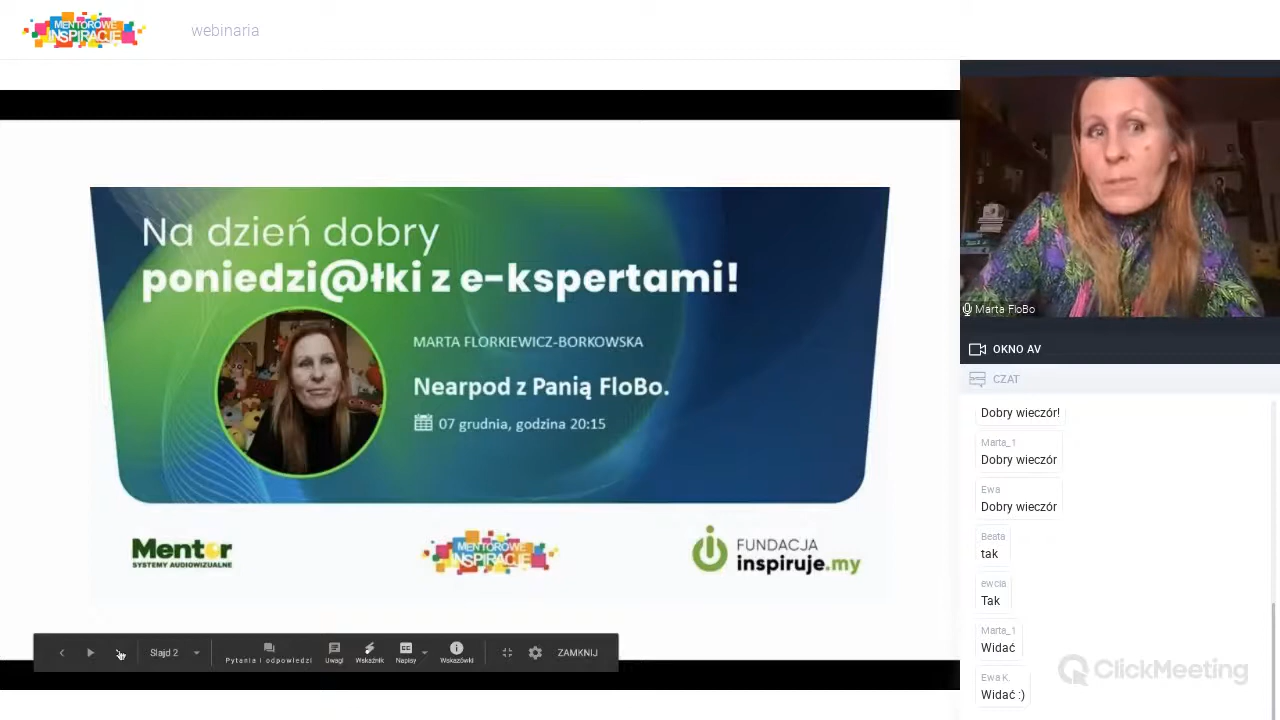 MENTOROWE
INSPIRACJE
webinaria
Na dzień dobry
poniedzi@łki z e-kspertami!
MARTA FLORKIEWICZ-BORKOWSKA
Nearpod z Panią FloBo.
07 grudnia, godzina 20:15
Mentor
SYSTEMY AUDIOWIZUALNE
MENTOROWE
INSPIRACJE
FUNDACJA
inspiruje.my
Slajd 2
Pytania i odpowiedzi
Uwagi
Wskaźnik
Napisy
Wskazówki
ZAMKNIJ
Marta FloBo
OKNO AV
CZAT
Dobry wieczór!
Marta_1
Dobry wieczór
Ewa
Dobry wieczór
Beata
tak
ewcia
Tak
Marta_1
Widać
Ewa K.
Widać :)
ClickMeeting